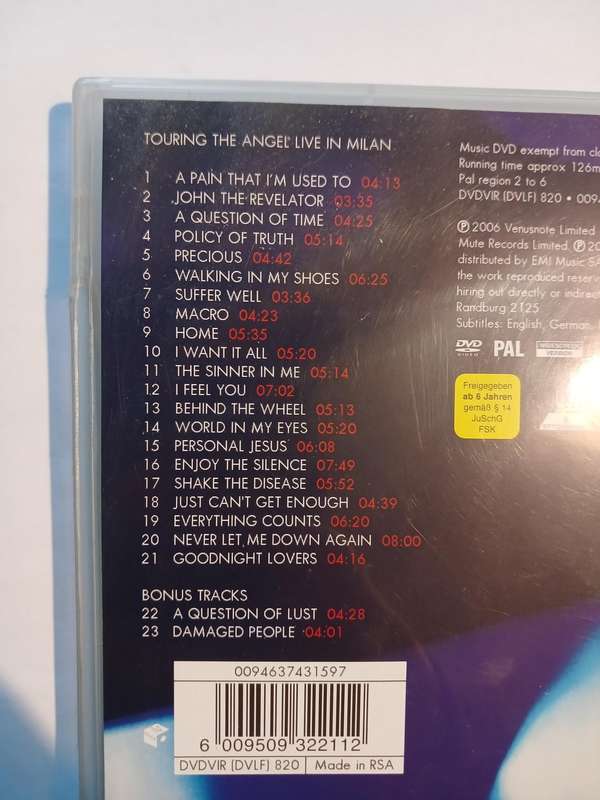 TOURING THE ANGEL LIVE IN MILAN
1 A PAIN THAT I'M USED TO 04:13
2 JOHN THE REVELATOR 03:35
3 A QUESTION OF TIME 04:25
4 POLICY OF TRUTH 05:14
5 PRECIOUS 04:42
6 WALKING IN MY SHOES 06:25
7 SUFFER WELL 03:36
8 MACRO 04:23
9 HOME 05:35
10 I WANT IT ALL 05:20
11 THE SINNER IN ME 05:14
12 I FEEL YOU 07:02
13 BEHIND THE WHEEL 05:13
14 WORLD IN MY EYES 05:20
15 PERSONAL JESUS 06:08
16 ENJOY THE SILENCE 07:49
17 SHAKE THE DISEASE 05:52
18 JUST CAN'T GET ENOUGH 04:39
19 EVERYTHING COUNTS 06:20
20 NEVER LET ME DOWN AGAIN 08:00
21 GOODNIGHT LOVERS 04:16
BONUS TRACKS
22 A QUESTION OF LUST 04:28
23 DAMAGED PEOPLE 04:01
0094637431597
6 009509 322112
DVDVIR (DVLF) 820 Made in RSA
Music DVD exempt from
Running time approx 126m
Pal region 2 to 6
DVDVIR (DVLF) 820 • 009
℗ 2006 Venusnote Limited
Mute Records Limited. ℗ 20
distributed by EMI Music SA
the work reproduced
hiring out directly or
Randburg 2125
Subtitles: English, German,
DVD VIDEO PAL WIDESCREEN VERSION
Freigegeben
ab 6 Jahren
gemäß § 14
JuSchG
FSK